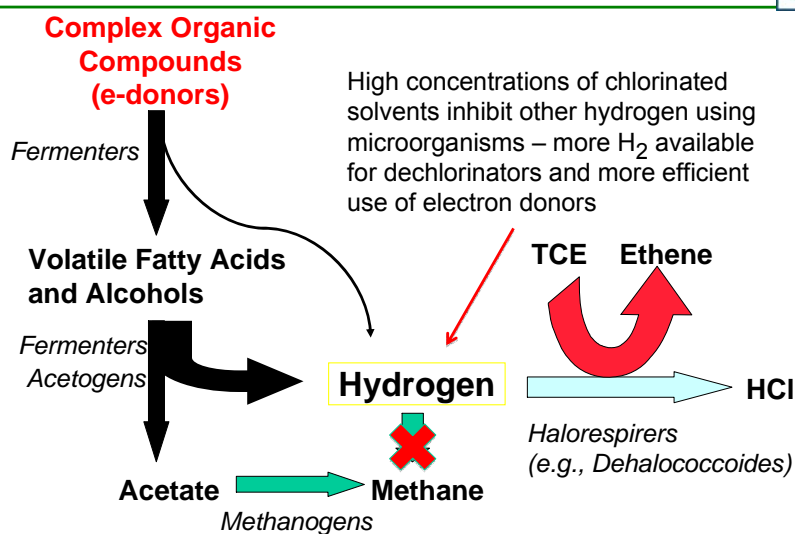 Complex Organic
Compounds
(e-donors)
High concentrations of chlorinated
solvents inhibit other hydrogen using
microorganisms – more H2 available
for dechlorinators and more efficient
use of electron donors
Fermenters
Volatile Fatty Acids
and Alcohols
TCE Ethene
Fermenters
Acetogens
Hydrogen
HCl
Halorespirers
(e.g., Dehalococcoides)
Acetate
Methane
Methanogens